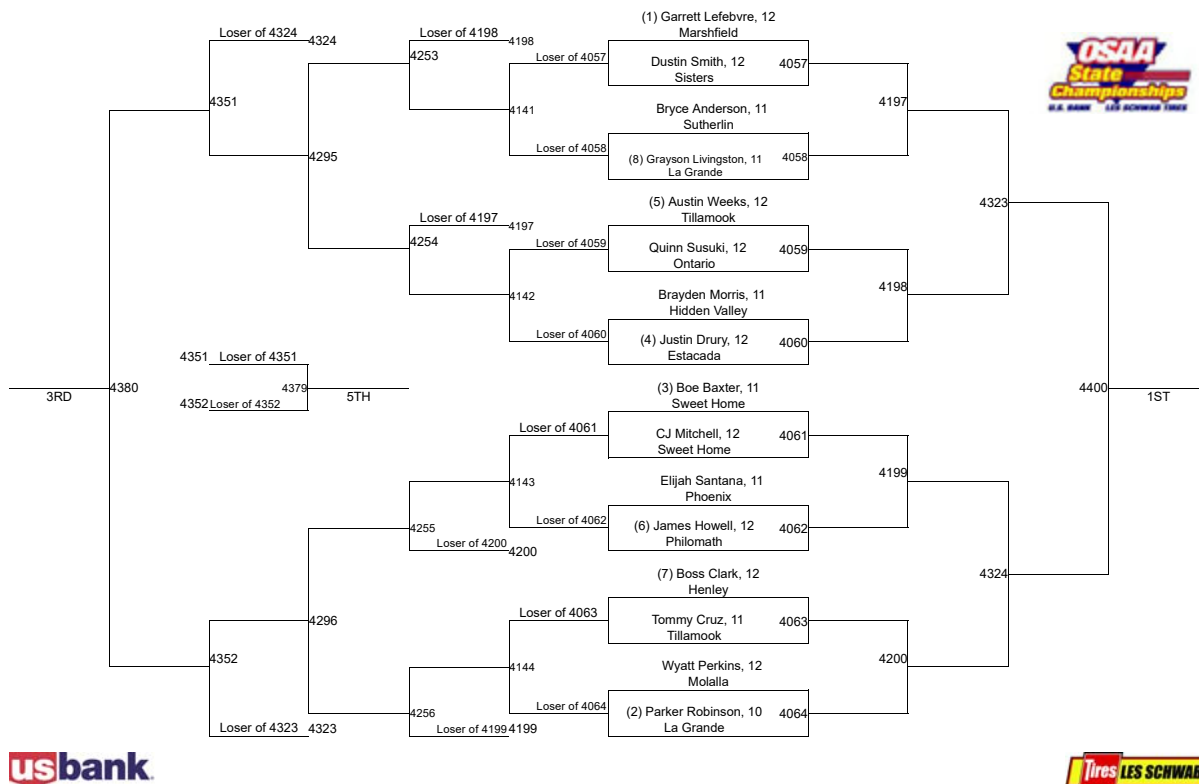 (1) Garrett Lefebvre, 12
Marshfield
Loser of 4324
4324
Loser of 4198
4198
4253
Loser of 4057
Dustin Smith, 12
Sisters
4057
OSAA
State
Championships
U.S. BANK LES SCHWAB TIRES
4351
4141
Bryce Anderson, 11
Sutherlin
4197
4295
Loser of 4058
(8) Grayson Livingston, 11
La Grande
4058
(5) Austin Weeks, 12
Tillamook
4323
Loser of 4197
4197
4254
Loser of 4059
Quinn Susuki, 12
Ontario
4059
4142
Brayden Morris, 11
Hidden Valley
4198
Loser of 4060
(4) Justin Drury, 12
Estacada
4060
4351
Loser of 4351
3RD
4380
4379
5TH
4352
Loser of 4352
(3) Boe Baxter, 11
Sweet Home
4400
1ST
Loser of 4061
CJ Mitchell, 12
Sweet Home
4061
4143
Elijah Santana, 11
Phoenix
4199
4255
Loser of 4062
(6) James Howell, 12
Philomath
4062
Loser of 4200
4200
(7) Boss Clark, 12
Henley
4324
4296
Loser of 4063
Tommy Cruz, 11
Tillamook
4063
4352
4144
Wyatt Perkins, 12
Molalla
4200
4256
Loser of 4064
(2) Parker Robinson, 10
La Grande
4064
Loser of 4323
4323
Loser of 4199
4199
usbank
Tires LES SCHWAB